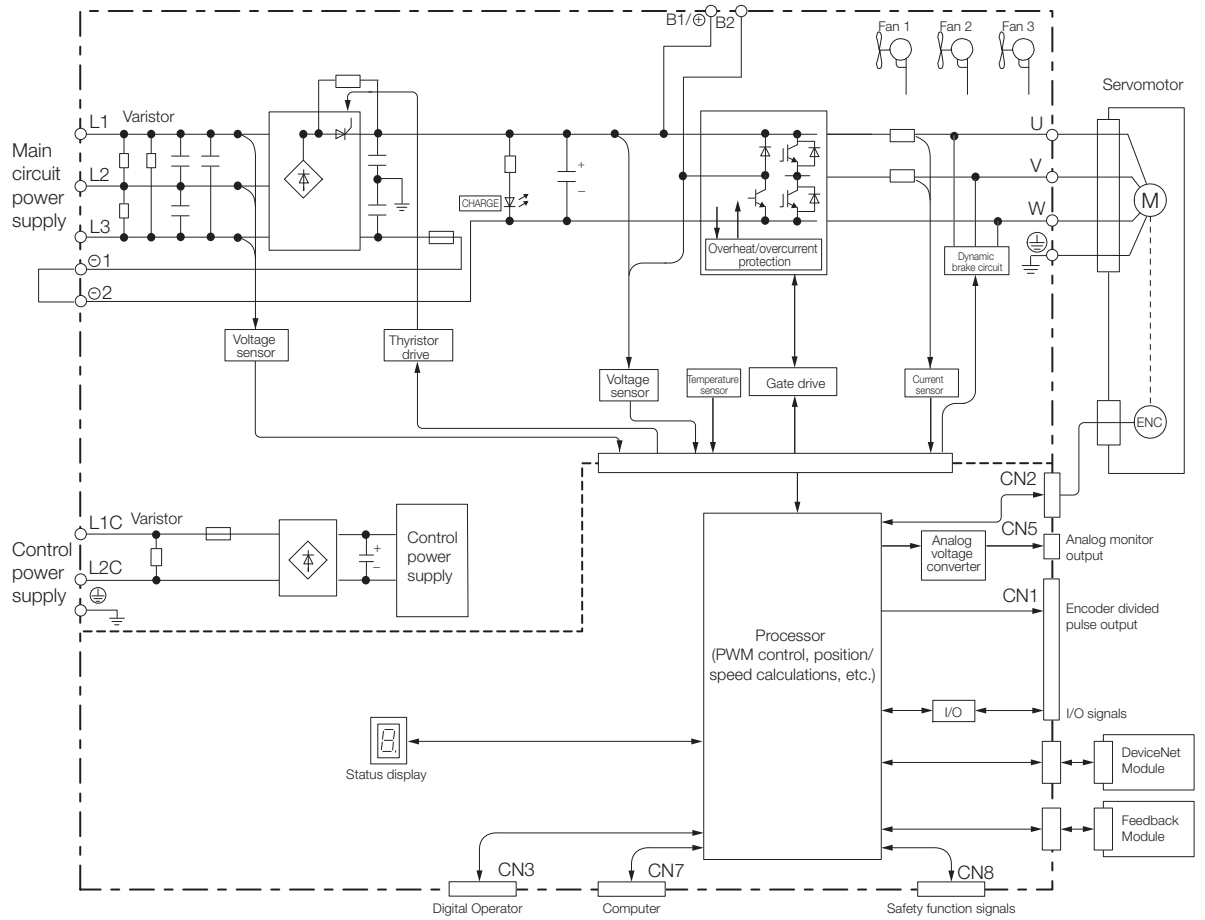 B1/⊕ B2
Fan 1 Fan 2 Fan 3
Servomotor
Main
circuit
power
supply
L1
Varistor
L2
L3
⊖1
⊖2
CHARGE
+
−
Overheat/overcurrent
protection
U
V
W
M
Dynamic
brake circuit
Voltage
sensor
Thyristor
drive
Voltage
sensor
Temperature
sensor
Gate drive
Current
sensor
ENC
Control
power
supply
L1C
Varistor
L2C
+
−
Control
power
supply
CN2
CN5
Analog
voltage
converter
Analog monitor
output
CN1
Encoder divided
pulse output
Processor
(PWM control, position/
speed calculations, etc.)
I/O
I/O signals
8.
Status display
DeviceNet
Module
Feedback
Module
CN3
CN7
CN8
Digital Operator
Computer
Safety function signals